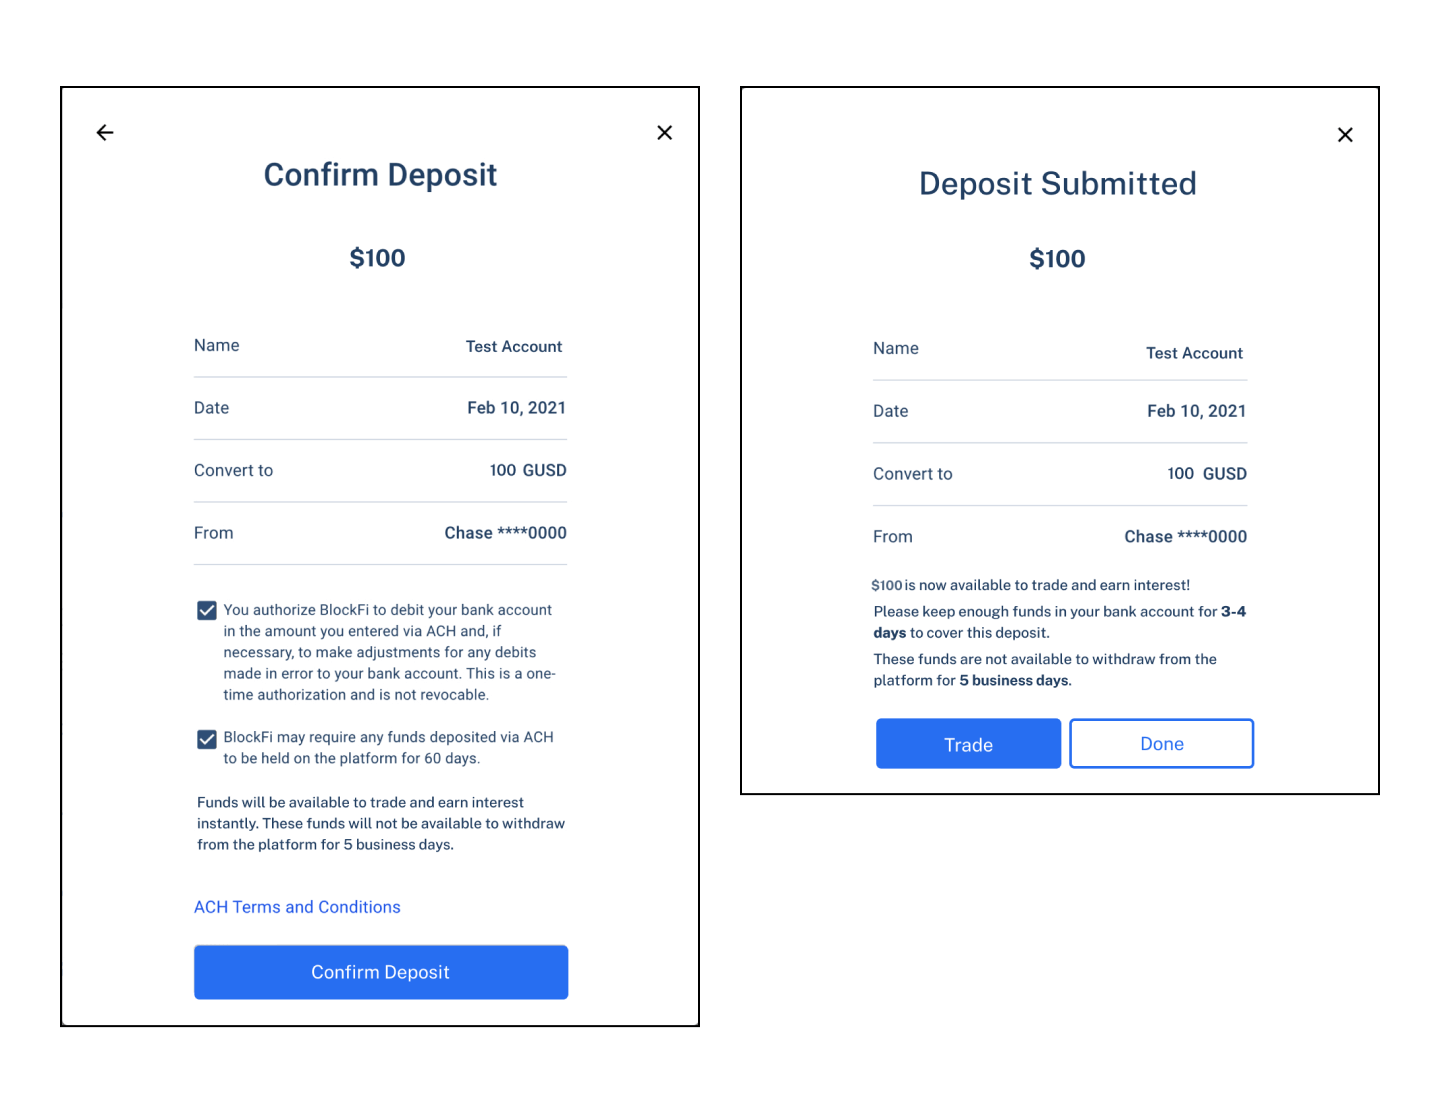 Confirm Deposit
$100
Name Test Account
Date Feb 10, 2021
Convert to 100 GUSD
From Chase ****0000
You authorize BlockFi to debit your bank account
in the amount you entered via ACH and, if
necessary, to make adjustments for any debits
made in error to your bank account. This is a one-
time authorization and is not revocable.
BlockFi may require any funds deposited via ACH
to be held on the platform for 60 days.
Funds will be available to trade and earn interest
instantly. These funds will not be available to withdraw
from the platform for 5 business days.
ACH Terms and Conditions
Confirm Deposit
Deposit Submitted
$100
Name Test Account
Date Feb 10, 2021
Convert to 100 GUSD
From Chase ****0000
$100 is now available to trade and earn interest!
Please keep enough funds in your bank account for 3-4
days to cover this deposit.
These funds are not available to withdraw from the
platform for 5 business days.
Trade Done